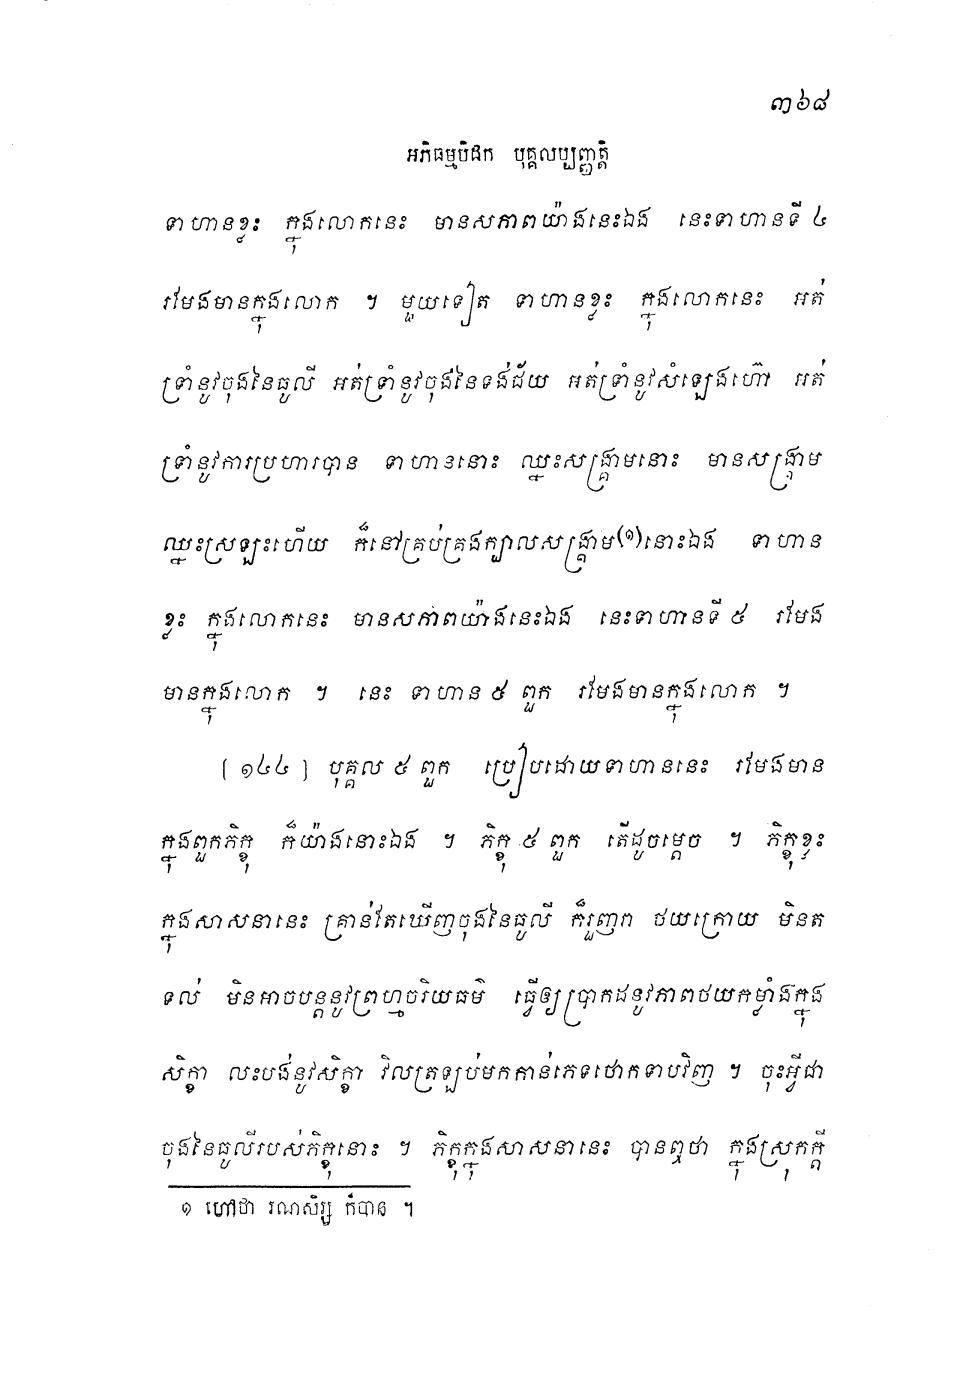 ៣៦៨
អភិធម្មបិដក បុគ្គលប្បញ្ញត្តិ
ទាហានខ្លះ ក្នុងលោកនេះ មានសភាពយ៉ាងនេះឯង នេះទាហានទី ៤
រមែងមានក្នុងលោក ។ មួយទៀត ទាហានខ្លះ ក្នុងលោកនេះ អត់
ទ្រាំនូវចុងនៃធូលី អត់ទ្រាំនូវចុងនៃទង់ជ័យ អត់ទ្រាំនូវសំឡេងហ៊ោ អត់
ទ្រាំនូវការប្រហារបាន ទាហាននោះ ឈ្នះសង្គ្រាមនោះ មានសង្គ្រាម
ឈ្នះស្រឡះហើយ ក៏នៅគ្រប់គ្រងក្បាលសង្គ្រាម(១)នោះឯង ទាហាន
ខ្លះ ក្នុងលោកនេះ មានសភាពយ៉ាងនេះឯង នេះទាហានទី ៥ រមែង
មានក្នុងលោក ។ នេះ ទាហាន ៥ ពួក រមែងមានក្នុងលោក ។
[ ១៤៤ ] បុគ្គល ៥ ពួក ប្រៀបដោយទាហាននេះ រមែងមាន
ក្នុងពួកភិក្ខុ ក៏យ៉ាងនោះឯង ។ ភិក្ខុ ៥ ពួក តើដូចម្តេច ។ ភិក្ខុខ្លះ
ក្នុងសាសនានេះ គ្រាន់តែឃើញចុងនៃធូលី ក៏រួញរា ថយក្រោយ មិនត
ទល់ មិនអាចបន្តនូវព្រហ្មចរិយធម៌ ធ្វើឲ្យប្រាកដនូវភាពថយកម្លាំងក្នុង
សិក្ខា លះបង់នូវសិក្ខា វិលត្រឡប់មកកាន់ភេទថោកទាបវិញ ។ ចុះអ្វីជា
ចុងនៃធូលីរបស់ភិក្ខុនោះ ។ ភិក្ខុក្នុងសាសនានេះ បានឮថា ក្នុងស្រុកក្តី
១ ហៅថា រណសិរ្ស ក៏បាន ។